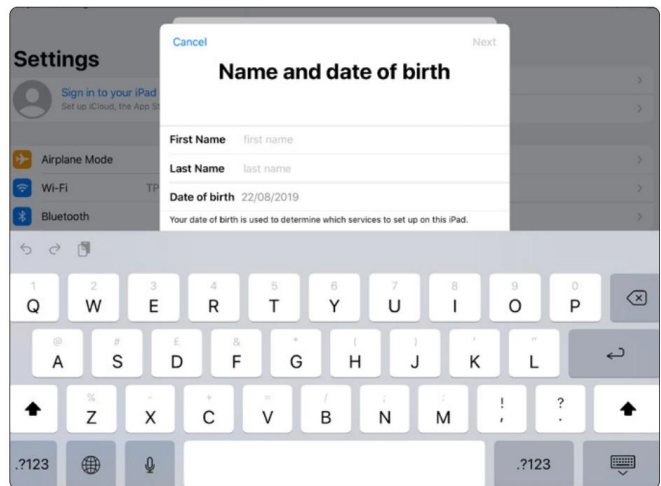 Cancel
Next
Name and date of birth
Settings
Sign in to your iPad
Set up iCloud, the App St
First Name first name
Last Name last name
Date of birth 22/08/2019
Your date of birth is used to determine which services to set up on this iPad.
Airplane Mode
Wi-Fi TP
Bluetooth
1 2 3 4 5 6 7 8 9 0
Q W E R T Y U I O P
@ # £ & * ( ) ' "
A S D F G H J K L
% - + = / ; : ! ?
Z X C V B N M , .
.?123 .?123